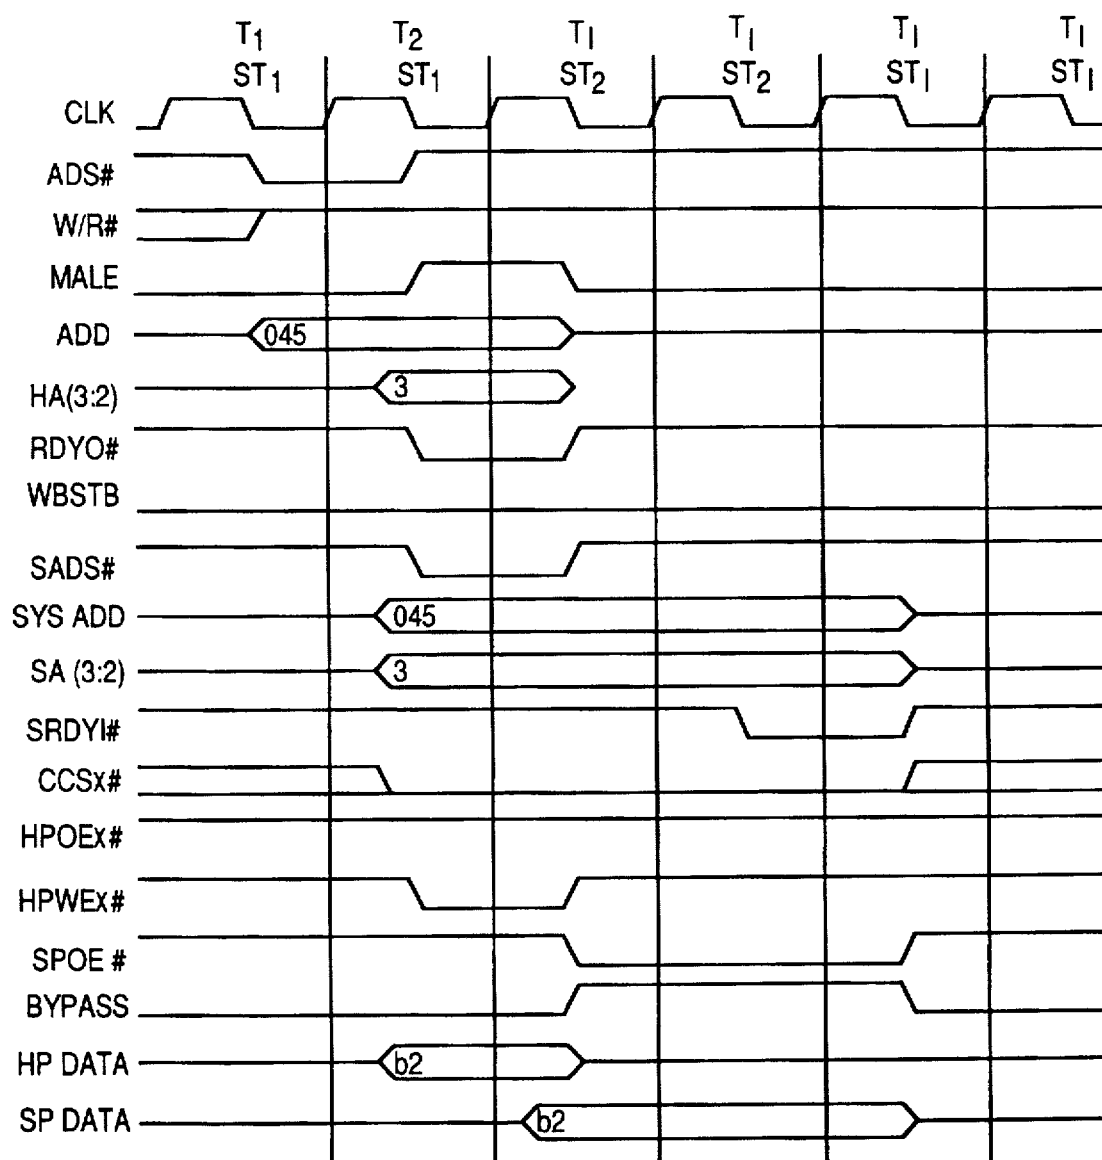 T1 T2 TI TI TI TI
ST1 ST1 ST2 ST2 STI STI
CLK
ADS#
W/R#
MALE
ADD 045
HA(3:2) 3
RDYO#
WBSTB
SADS#
SYS ADD 045
SA (3:2) 3
SRDYI#
CCSx#
HPOEx#
HPWEx#
SPOE #
BYPASS
HP DATA b2
SP DATA b2